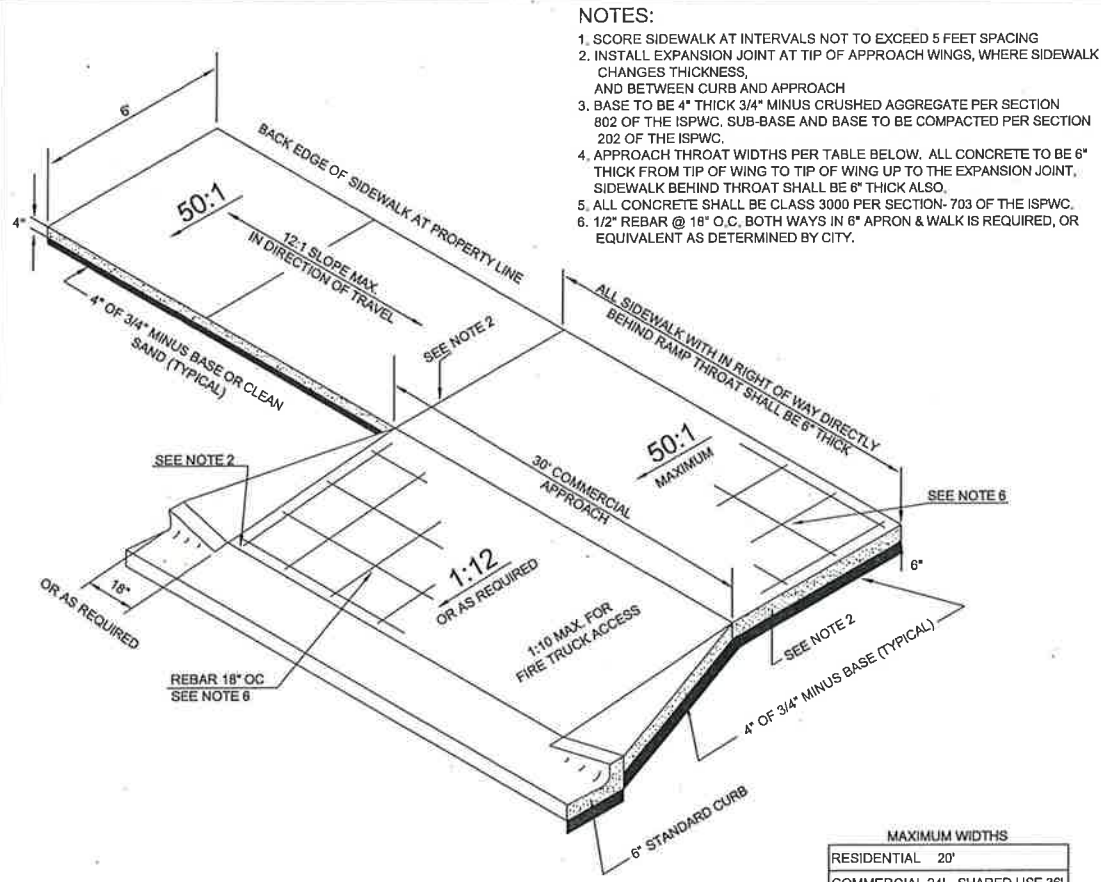 NOTES:
1. SCORE SIDEWALK AT INTERVALS NOT TO EXCEED 5 FEET SPACING
2. INSTALL EXPANSION JOINT AT TIP OF APPROACH WINGS, WHERE SIDEWALK
CHANGES THICKNESS,
AND BETWEEN CURB AND APPROACH
3. BASE TO BE 4" THICK 3/4" MINUS CRUSHED AGGREGATE PER SECTION
802 OF THE ISPWC. SUB-BASE AND BASE TO BE COMPACTED PER SECTION
202 OF THE ISPWC.
4. APPROACH THROAT WIDTHS PER TABLE BELOW. ALL CONCRETE TO BE 6"
THICK FROM TIP OF WING TO TIP OF WING UP TO THE EXPANSION JOINT.
SIDEWALK BEHIND THROAT SHALL BE 6" THICK ALSO.
5. ALL CONCRETE SHALL BE CLASS 3000 PER SECTION- 703 OF THE ISPWC.
6. 1/2" REBAR @ 18" O.C. BOTH WAYS IN 6" APRON & WALK IS REQUIRED, OR
EQUIVALENT AS DETERMINED BY CITY.
6'
BACK EDGE OF SIDEWALK AT PROPERTY LINE
50:1
4"
12:1 SLOPE MAX.
IN DIRECTION OF TRAVEL
4" OF 3/4" MINUS BASE OR CLEAN
SAND (TYPICAL)
SEE NOTE 2
ALL SIDEWALK WITH IN RIGHT OF WAY DIRECTLY
BEHIND RAMP THROAT SHALL BE 6" THICK
50:1
MAXIMUM
SEE NOTE 2
30' COMMERCIAL
APPROACH
SEE NOTE 6
6"
1:12
OR AS REQUIRED
18"
OR AS REQUIRED
1:10 MAX. FOR
FIRE TRUCK ACCESS
SEE NOTE 2
4" OF 3/4" MINUS BASE (TYPICAL)
REBAR 18" OC
SEE NOTE 6
6" STANDARD CURB
MAXIMUM WIDTHS
RESIDENTIAL 20'
COMMERCIAL 24' SHARED USE 36'